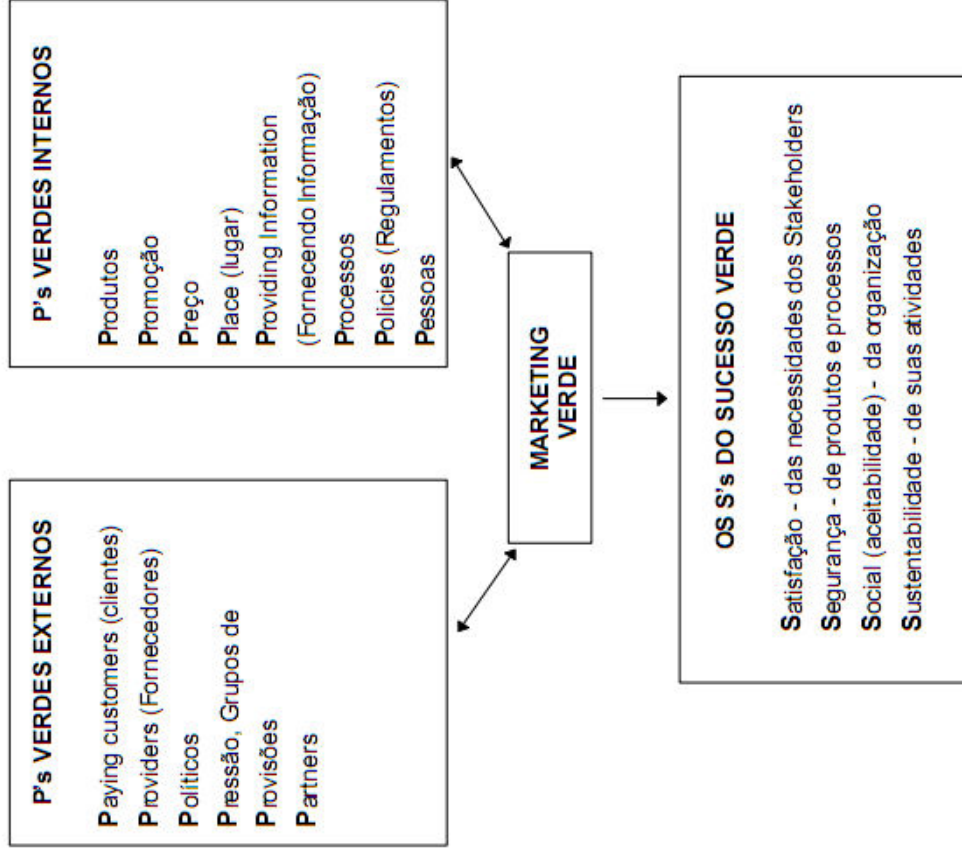 P's VERDES EXTERNOS
Paying customers (clientes)
Providers (Fornecedores)
Políticos
Pressão, Grupos de
Provisões
Partners
P's VERDES INTERNOS
Produtos
Promoção
Preço
Place (lugar)
Providing Information
(Fornecendo Informação)
Processos
Policies (Regulamentos)
Pessoas
MARKETING
VERDE
OS S's DO SUCESSO VERDE
Satisfação - das necessidades dos Stakeholders
Segurança - de produtos e processos
Social (aceitabilidade) - da organização
Sustentabilidade - de suas atividades